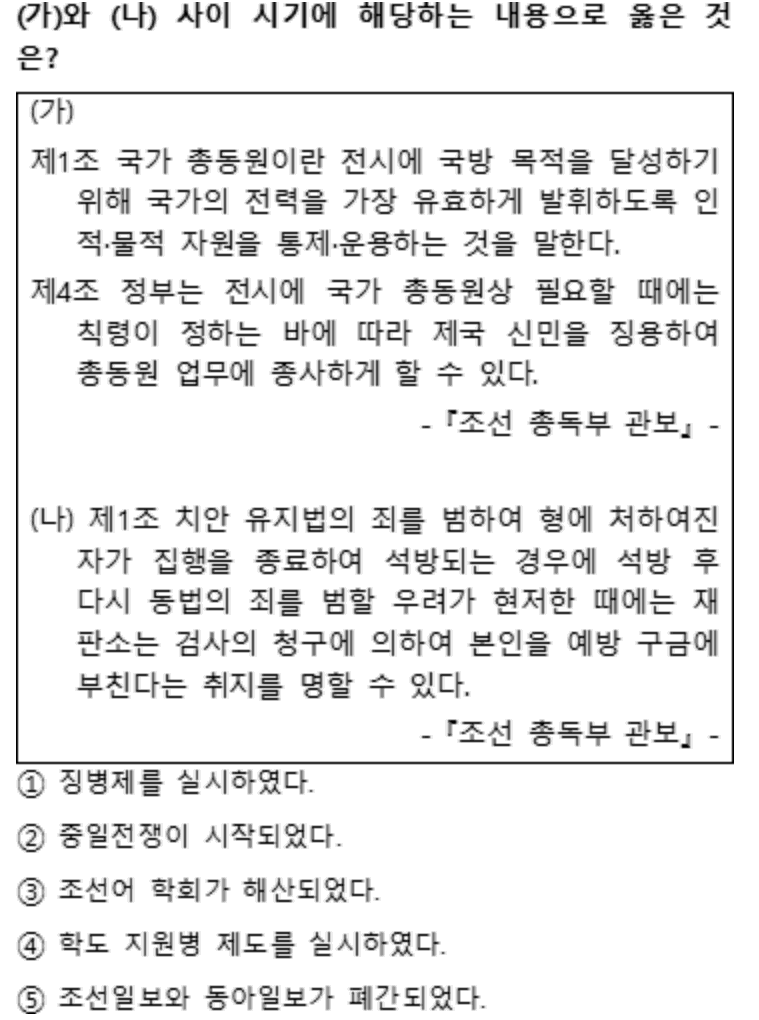 (가)와 (나) 사이 시기에 해당하는 내용으로 옳은 것
은?
(가)
제1조 국가 총동원이란 전시에 국방 목적을 달성하기
위해 국가의 전력을 가장 유효하게 발휘하도록 인
적·물적 자원을 통제·운용하는 것을 말한다.
제4조 정부는 전시에 국가 총동원상 필요할 때에는
칙령이 정하는 바에 따라 제국 신민을 징용하여
총동원 업무에 종사하게 할 수 있다.
-『조선 총독부 관보』-
(나) 제1조 치안 유지법의 죄를 범하여 형에 처하여진
자가 집행을 종료하여 석방되는 경우에 석방 후
다시 동법의 죄를 범할 우려가 현저한 때에는 재
판소는 검사의 청구에 의하여 본인을 예방 구금에
부친다는 취지를 명할 수 있다.
-『조선 총독부 관보』-
① 징병제를 실시하였다.
② 중일전쟁이 시작되었다.
③ 조선어 학회가 해산되었다.
④ 학도 지원병 제도를 실시하였다.
⑤ 조선일보와 동아일보가 폐간되었다.